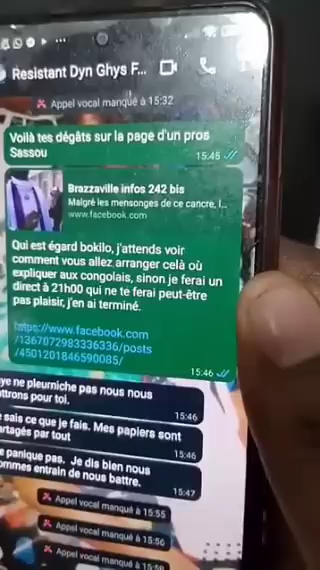 Resistant Dyn Ghys F...
Appel vocal manqué à 15:32
Voilà tes dégâts sur la page d'un pros
Sassou
15:45
Brazzaville infos 242 bis
Malgré les mensonges de ce cancre, l...
www.facebook.com
Qui est égard bokilo, j'attends voir
comment vous allez arranger celà où
expliquer aux congolais, sinon je ferai un
direct à 21h00 qui ne te ferai peut-être
pas plaisir, j'en ai terminé.
https://www.facebook.com
/1367072983336336/posts
/4501201846590085/
15:46
ne pleurniche pas nous nous
pour toi.
15:46
sais ce que je fais. Mes papiers sont
partout
15:46
panique pas. Je dis bien nous
entrain de nous battre.
15:47
Appel vocal manqué à 15:55
Appel vocal manqué à 15:56
Appel vocal manqué à